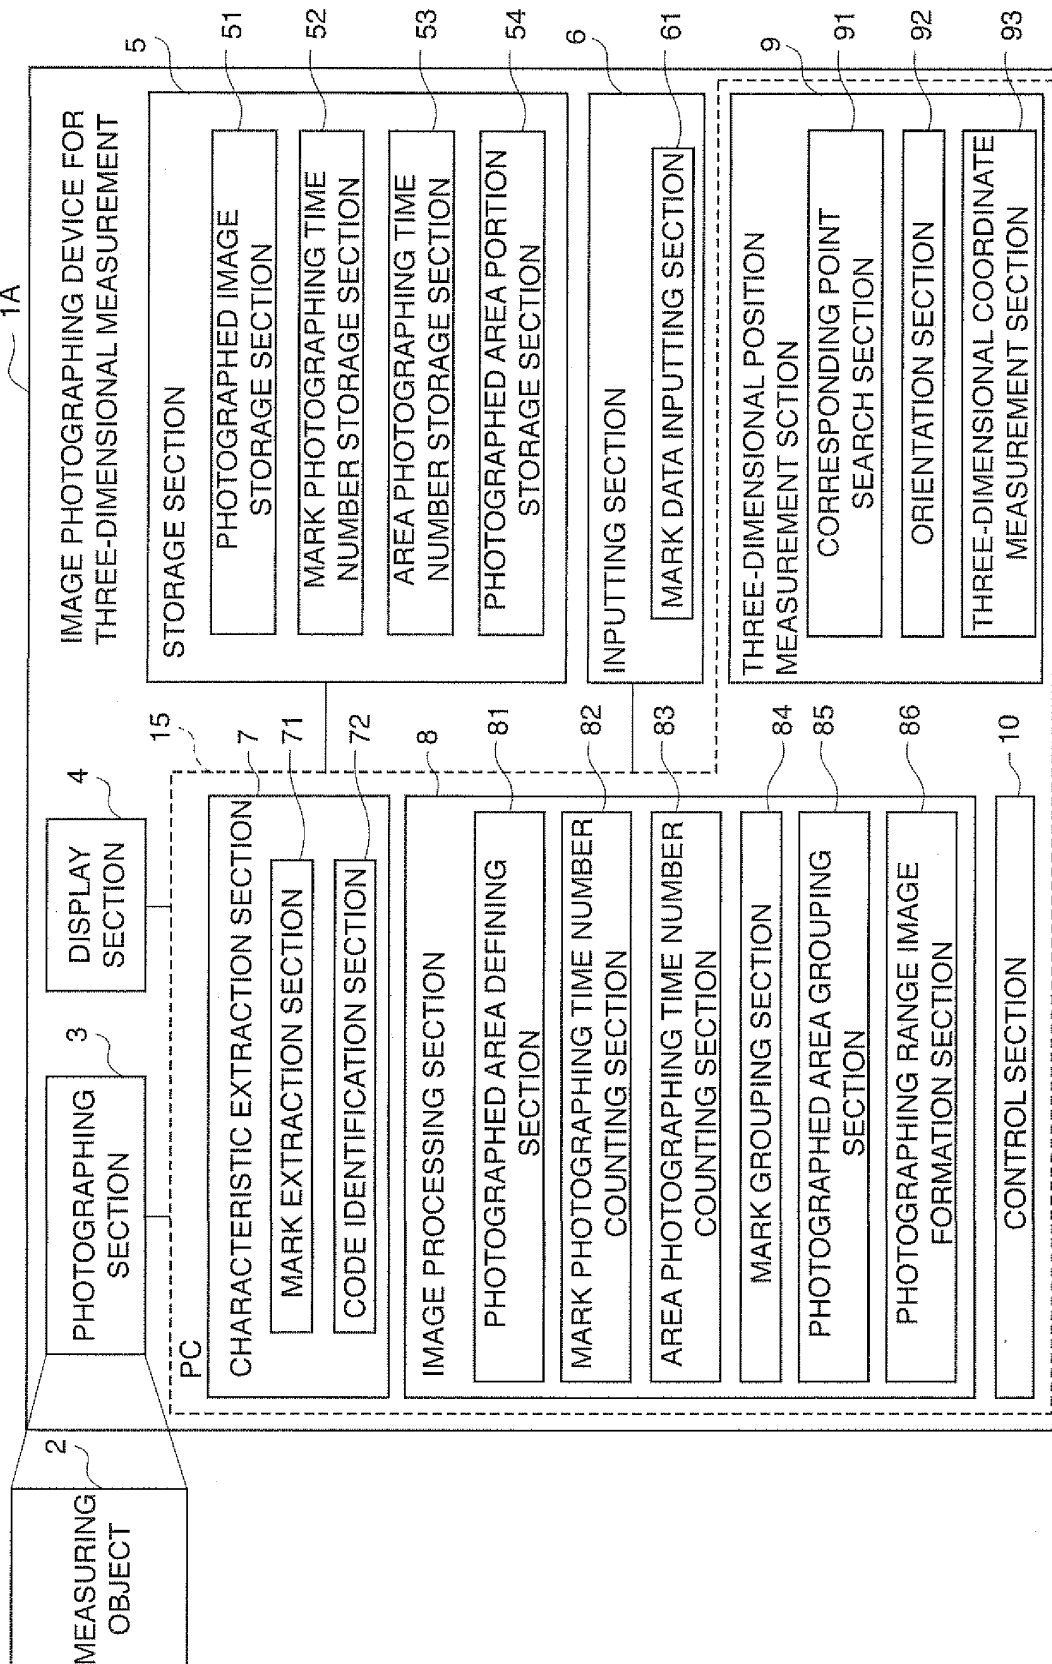 1A
IMAGE PHOTOGRAPHING DEVICE FOR
THREE-DIMENSIONAL MEASUREMENT
2
MEASURING
OBJECT
3
PHOTOGRAPHING
SECTION
4
DISPLAY
SECTION
5
STORAGE SECTION
51
PHOTOGRAPHED IMAGE
STORAGE SECTION
52
MARK PHOTOGRAPHING TIME
NUMBER STORAGE SECTION
53
AREA PHOTOGRAPHING TIME
NUMBER STORAGE SECTION
54
PHOTOGRAPHED AREA PORTION
STORAGE SECTION
6
INPUTTING SECTION
61
MARK DATA INPUTTING SECTION
15
PC
7
CHARACTERISTIC EXTRACTION SECTION
71
MARK EXTRACTION SECTION
72
CODE IDENTIFICATION SECTION
8
IMAGE PROCESSING SECTION
81
PHOTOGRAPHED AREA DEFINING
SECTION
82
MARK PHOTOGRAPHING TIME NUMBER
COUNTING SECTION
83
AREA PHOTOGRAPHING TIME NUMBER
COUNTING SECTION
84
MARK GROUPING SECTION
85
PHOTOGRAPHED AREA GROUPING
SECTION
86
PHOTOGRAPHING RANGE IMAGE
FORMATION SECTION
10
CONTROL SECTION
9
THREE-DIMENSIONAL POSITION
MEASUREMENT SCTION
91
CORRESPONDING POINT
SEARCH SECTION
92
ORIENTATION SECTION
93
THREE-DIMENSIONAL COORDINATE
MEASUREMENT SECTION